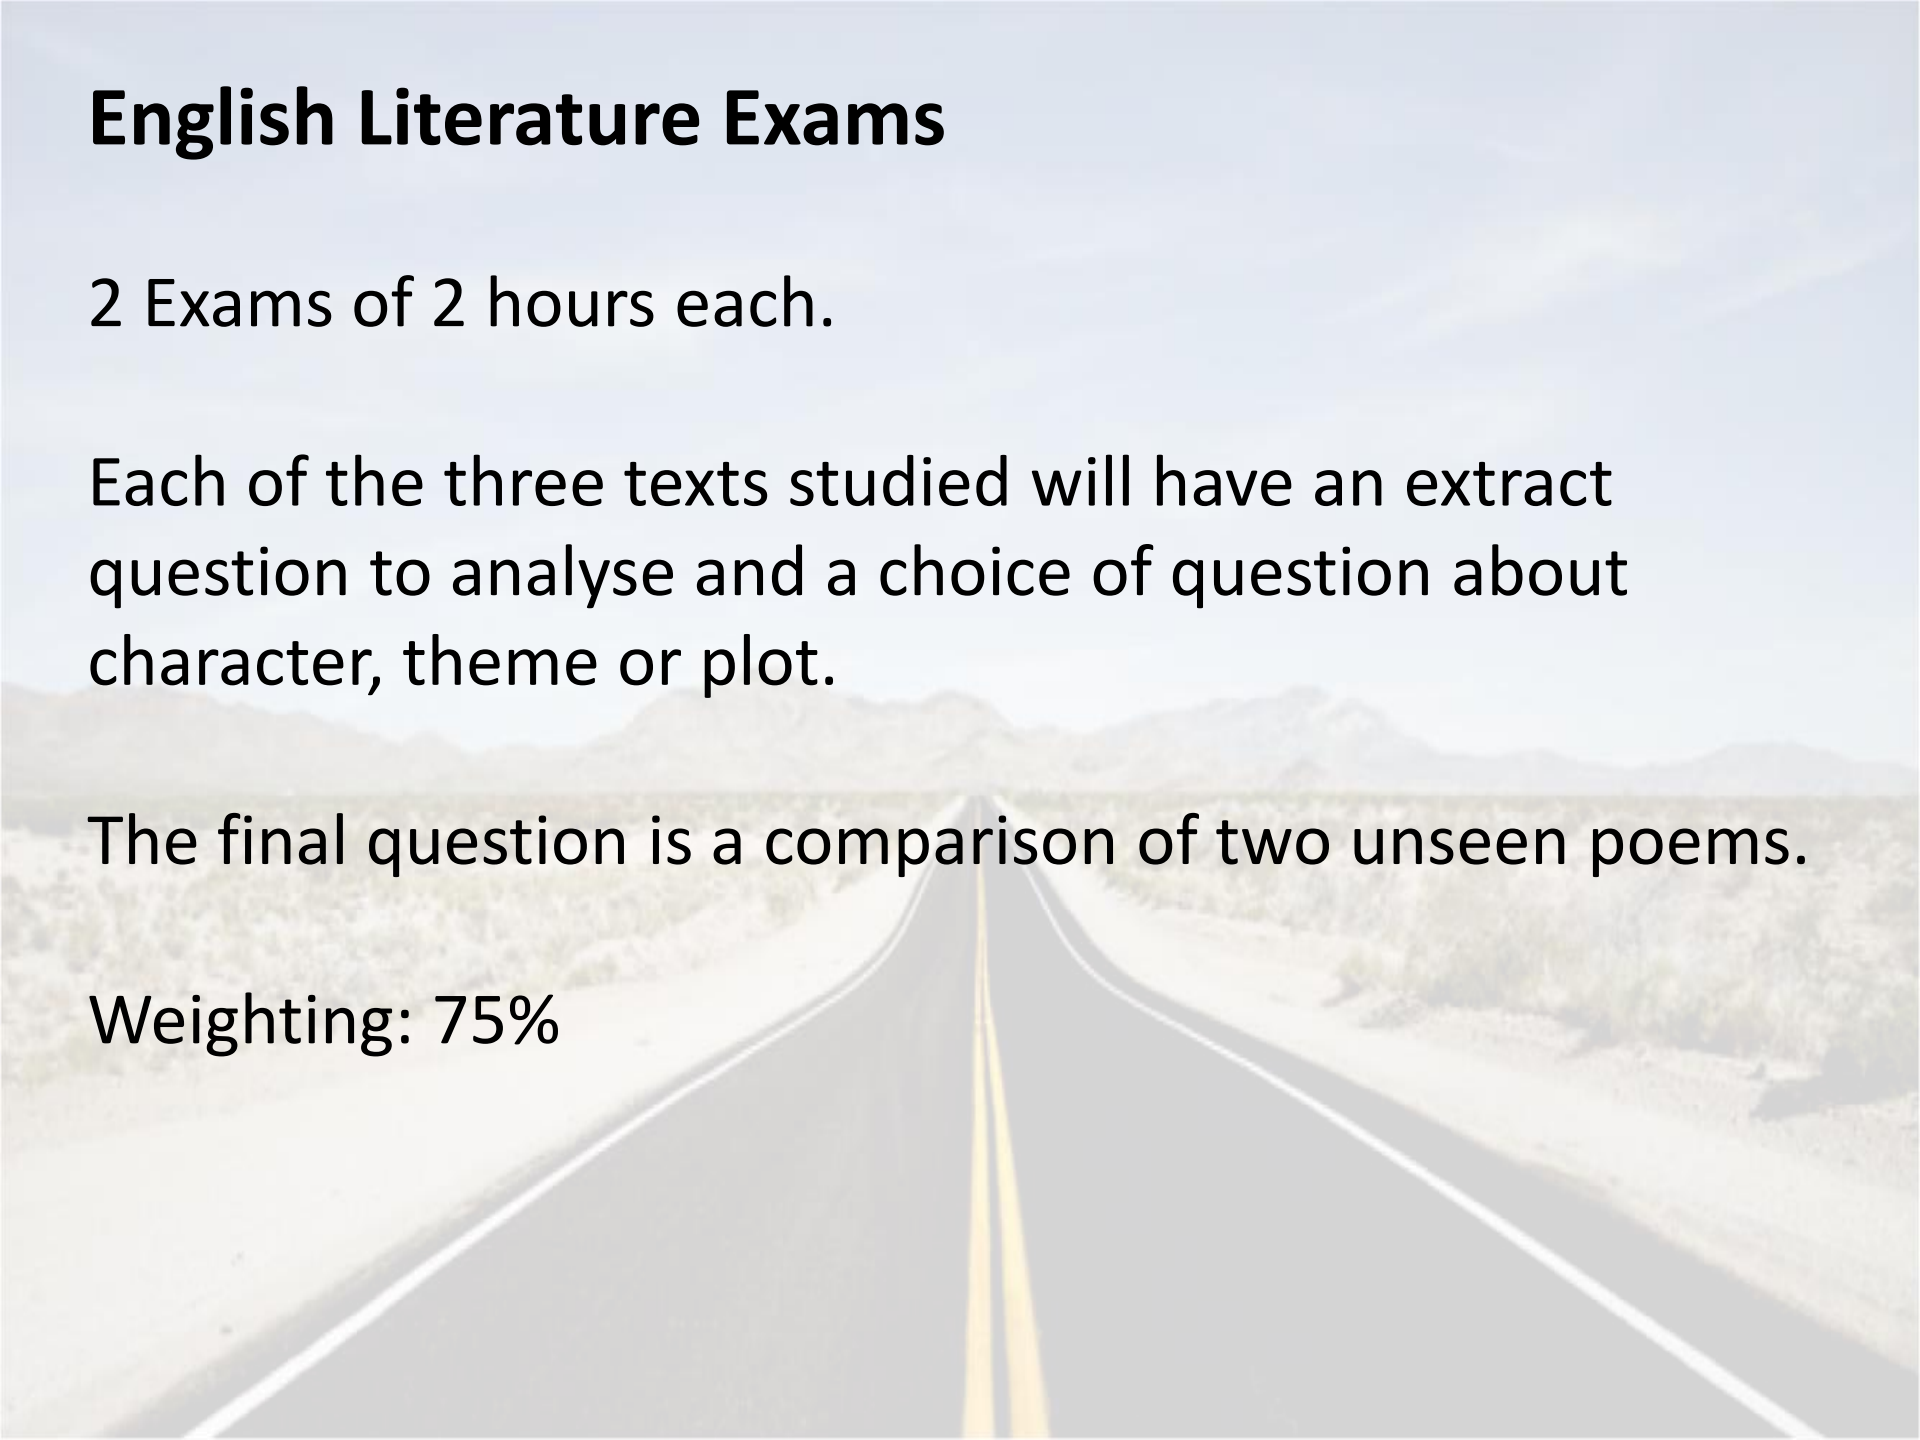 English Literature Exams
2 Exams of 2 hours each.
Each of the three texts studied will have an extract
question to analyse and a choice of question about
character, theme or plot.
The final question is a comparison of two unseen poems.
Weighting: 75%